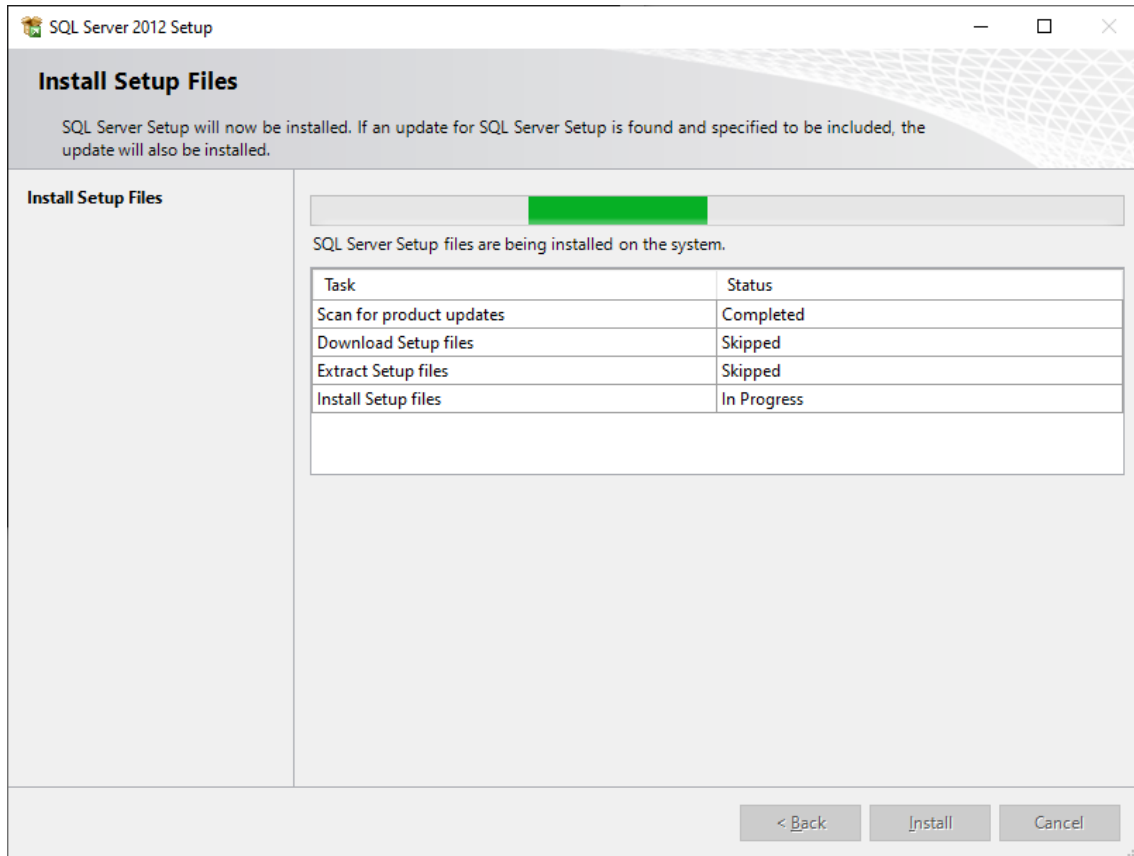 SQL Server 2012 Setup
Install Setup Files
SQL Server Setup will now be installed. If an update for SQL Server Setup is found and specified to be included, the
update will also be installed.
Install Setup Files
SQL Server Setup files are being installed on the system.
Task Status
Scan for product updates Completed
Download Setup files Skipped
Extract Setup files Skipped
Install Setup files In Progress
< Back Install Cancel